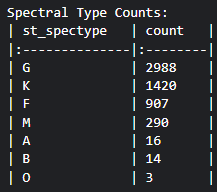 Spectral Type Counts:
| st_spectype   | count
|:--------------|:--------
| G             | 2988
| K             | 1420
| F             | 907
| M             | 290
| A             | 16
| B             | 14
| O             | 3